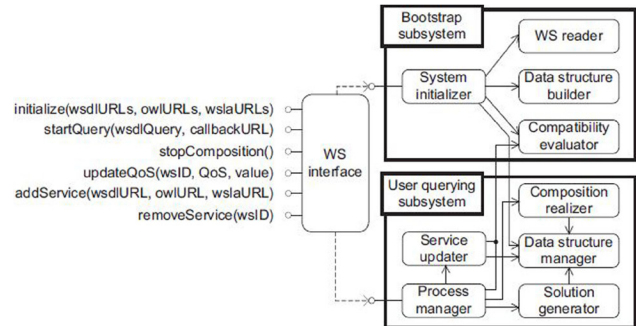 Bootstrap
subsystem
WS reader
System
initializer
Data structure
builder
Compatibility
evaluator
initialize(wsdlURLs, owlURLs, wslaURLs)
startQuery(wsdlQuery, callbackURL)
stopComposition()
updateQoS(wsID, QoS, value)
addService(wsdlURL, owlURL, wslaURL)
removeService(wsID)
WS
interface
User querying
subsystem
Composition
realizer
Service
updater
Data structure
manager
Process
manager
Solution
generator